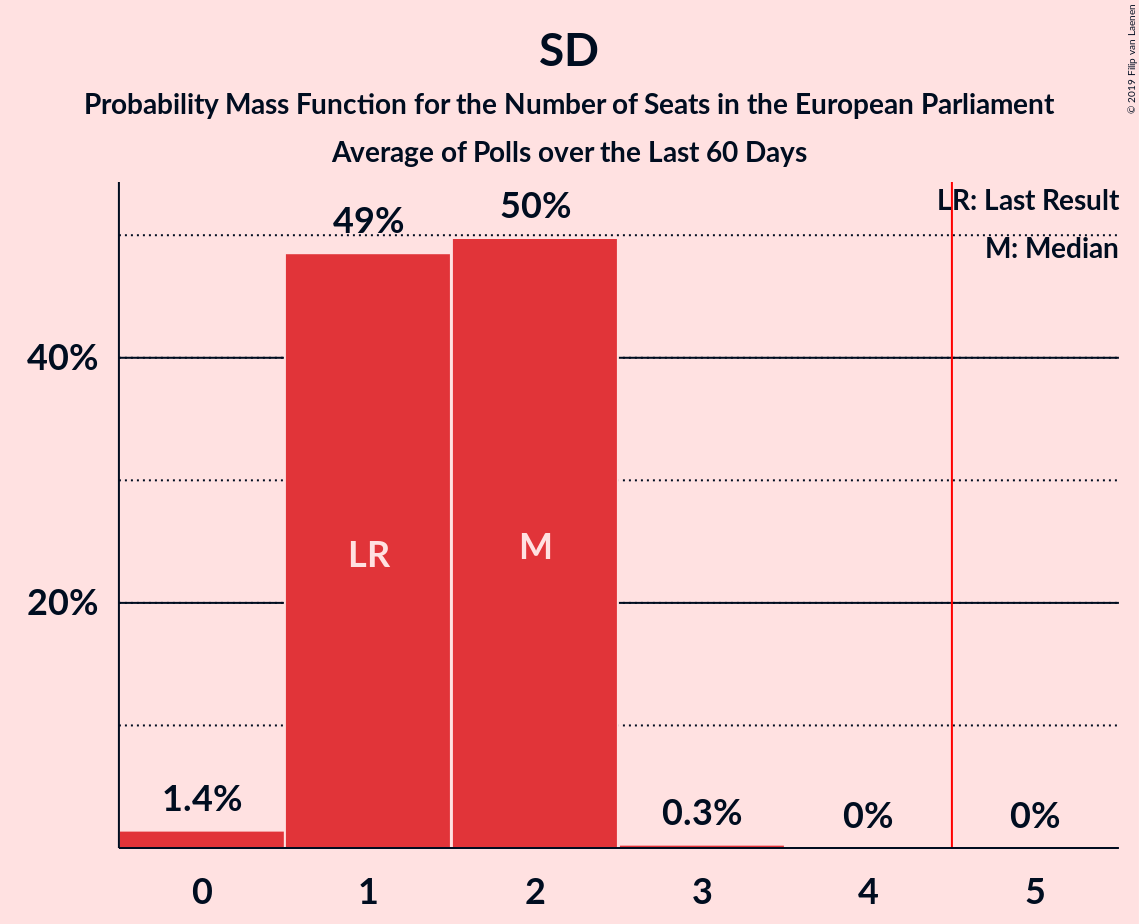 SD
Probability Mass Function for the Number of Seats in the European Parliament
Average of Polls over the Last 60 Days
© 2019 Filip van Laenen
LR: Last Result
M: Median
49%
50%
40%
20%
LR
M
1.4%
0.3%
0%
0%
0
1
2
3
4
5